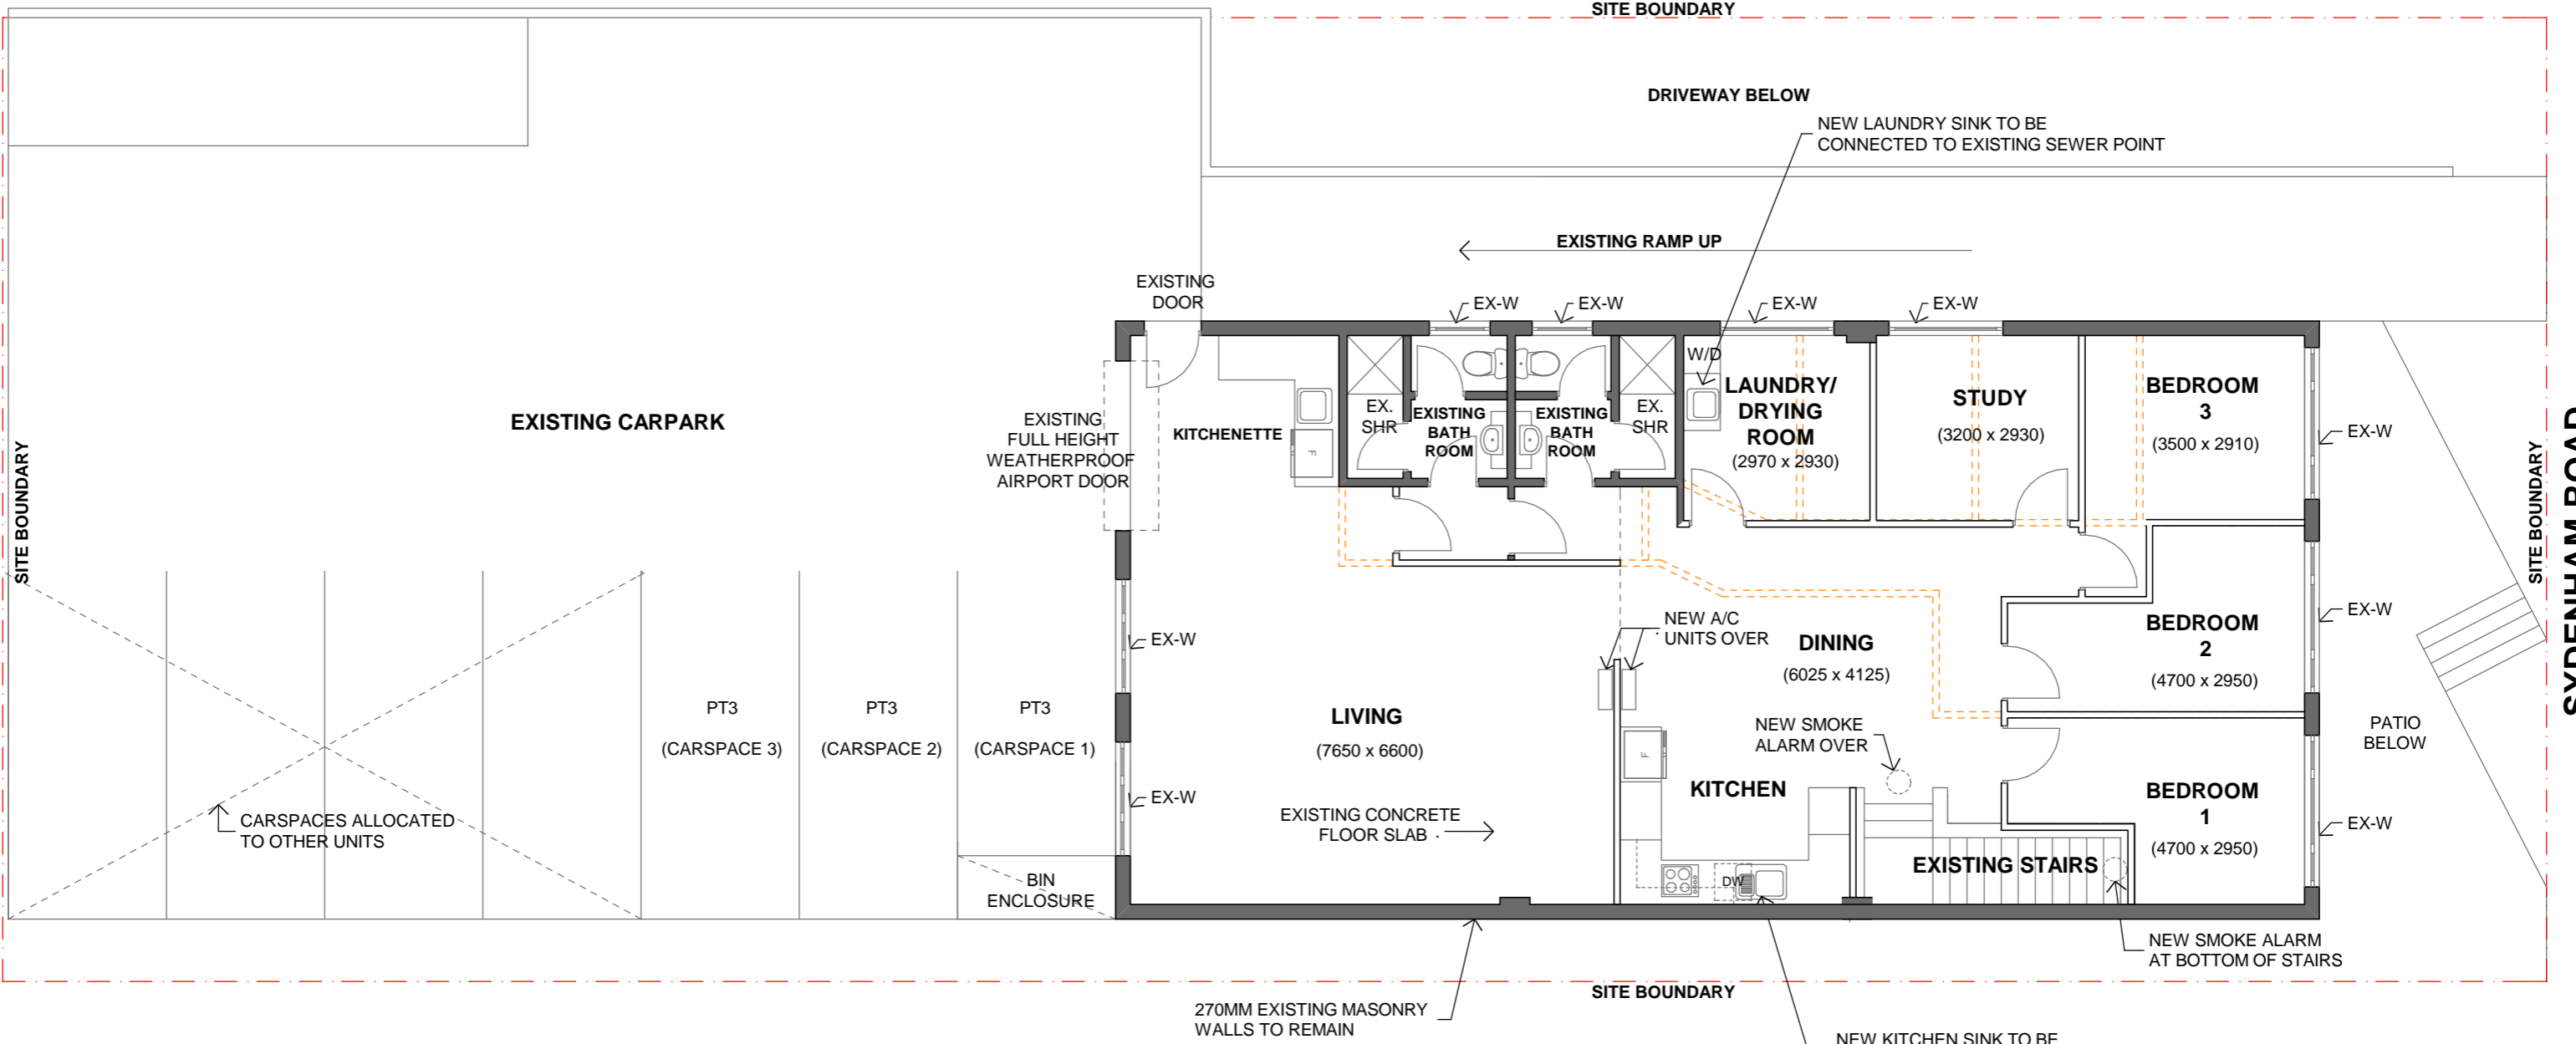 SITE BOUNDARY
DRIVEWAY BELOW
NEW LAUNDRY SINK TO BE
CONNECTED TO EXISTING SEWER POINT
EXISTING RAMP UP
EXISTING
DOOR
EX-W
EX-W
EX-W
EX-W
EXISTING CARPARK
EXISTING
FULL HEIGHT
WEATHERPROOF
AIRPORT DOOR
KITCHENETTE
F
EX.
SHR
EXISTING
BATH
ROOM
EXISTING
BATH
ROOM
EX.
SHR
W/D
LAUNDRY/
DRYING
ROOM
(2970 x 2930)
STUDY
(3200 x 2930)
BEDROOM
3
(3500 x 2910)
EX-W
SITE BOUNDARY
SITE BOUNDARY
SYDENHAM ROAD
EX-W
NEW A/C
UNITS OVER
DINING
(6025 x 4125)
BEDROOM
2
(4700 x 2950)
EX-W
PT3
(CARSPACE 3)
PT3
(CARSPACE 2)
PT3
(CARSPACE 1)
LIVING
(7650 x 6600)
NEW SMOKE
ALARM OVER
PATIO
BELOW
F
KITCHEN
BEDROOM
1
(4700 x 2950)
EX-W
EX-W
CARSPACES ALLOCATED
TO OTHER UNITS
EXISTING CONCRETE
FLOOR SLAB
EXISTING STAIRS
BIN
ENCLOSURE
DW
NEW SMOKE ALARM
AT BOTTOM OF STAIRS
SITE BOUNDARY
270MM EXISTING MASONRY
WALLS TO REMAIN
NEW KITCHEN SINK TO BE